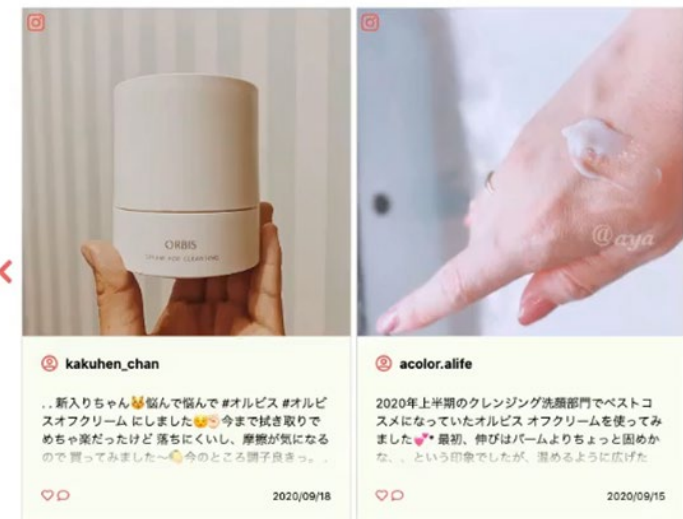 ORBIS
CREAM FOR CLEANSING
@aya
kakuhen_chan
. . 新入りちゃん😽悩んで悩んで #オルビス #オルビ
スオフクリーム にしました😉👏🏻今まで拭き取りで
めちゃ楽だったけど 落ちにくいし、摩擦が気になる
ので 買ってみました〜👏今のところ調子良きっ。 .
2020/09/18
acolor.alife
2020年上半期のクレンジング洗顔部門でベストコ
スメになっていたオルビス オフクリームを使ってみ
ました💕 最初、伸びはバームよりちょっと固めか
な、、という印象でしたが、温めるように広げた
2020/09/15